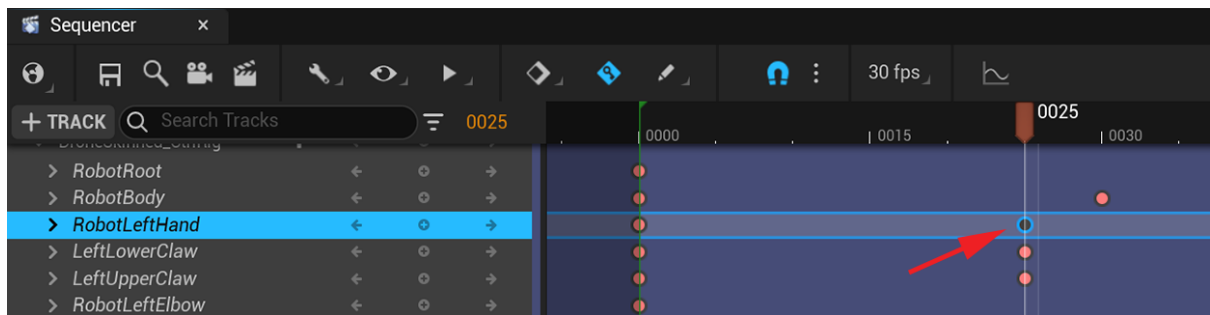 Sequencer ×
30 fps
+ TRACK Search Tracks 0025 0025
0000 0015 0030
RobotRoot
RobotBody
RobotLeftHand
LeftLowerClaw
LeftUpperClaw
RobotLeftElbow